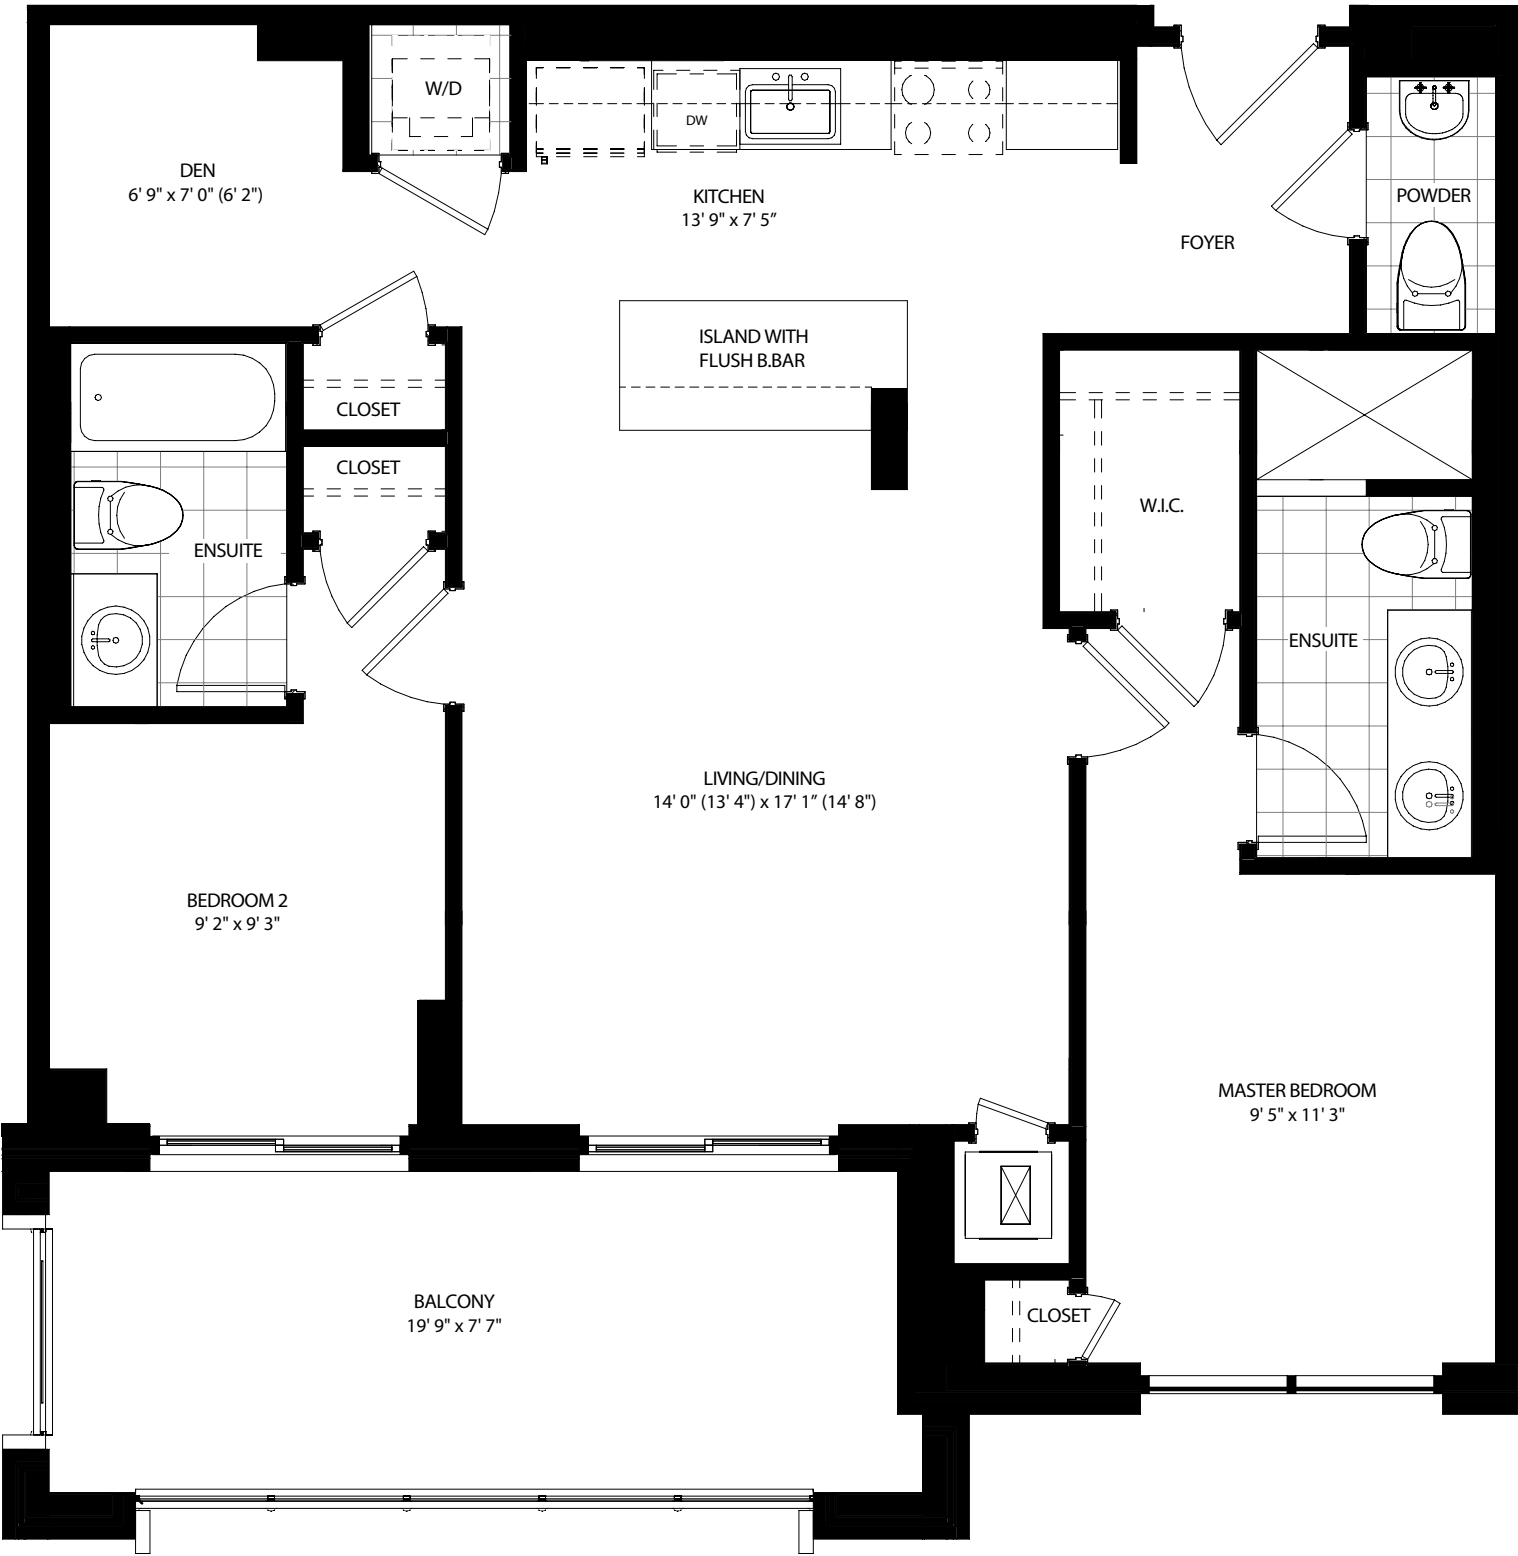 W/D
DW
DEN
6' 9" x 7' 0" (6' 2")
KITCHEN
13' 9" x 7' 5”
POWDER
FOYER
ISLAND WITH
FLUSH B.BAR
CLOSET
CLOSET
W.I.C.
ENSUITE
ENSUITE
LIVING/DINING
14' 0" (13' 4") x 17' 1” (14' 8")
BEDROOM 2
9' 2" x 9' 3"
MASTER BEDROOM
9' 5" x 11' 3"
BALCONY
19' 9" x 7' 7"
CLOSET